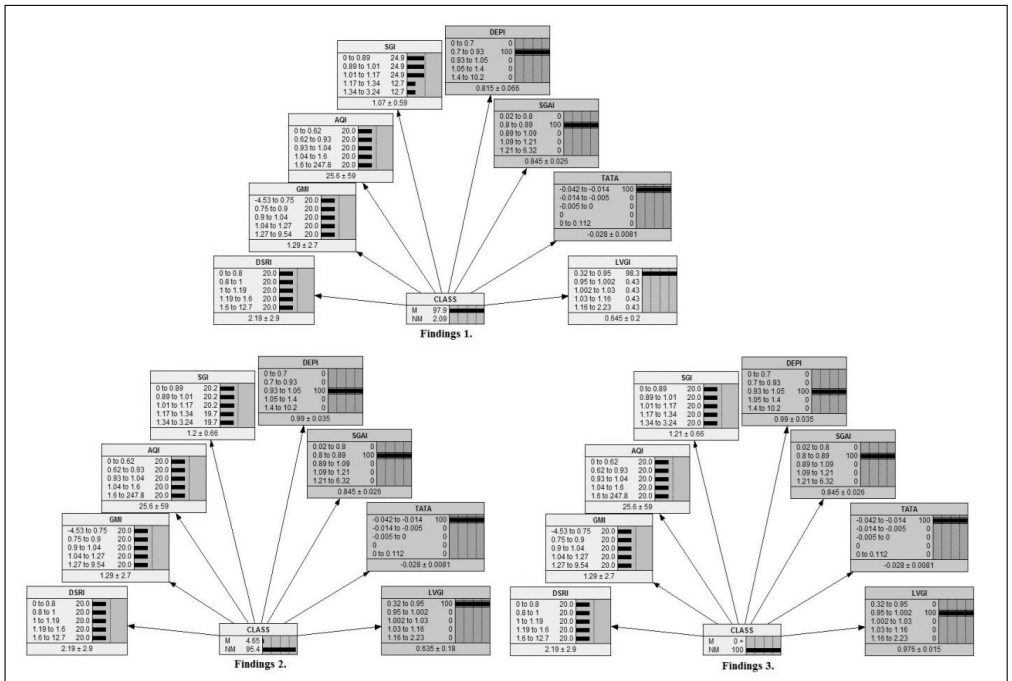 DEPI
0 to 0.7 0
0.7 to 0.93 100
0.93 to 1.05 0
1.05 to 1.4 0
1.4 to 10.2 0
0.815 ± 0.066
SGI
0 to 0.89 24.9
0.89 to 1.01 24.9
1.01 to 1.17 24.9
1.17 to 1.34 12.7
1.34 to 3.24 12.7
1.07 ± 0.59
SGAI
0.02 to 0.8 0
0.8 to 0.89 100
0.89 to 1.09 0
1.09 to 1.21 0
1.21 to 6.32 0
0.845 ± 0.026
AQI
0 to 0.62 20.0
0.62 to 0.93 20.0
0.93 to 1.04 20.0
1.04 to 1.6 20.0
1.6 to 247.8 20.0
25.6 ± 59
TATA
-0.042 to -0.014 100
-0.014 to -0.005 0
-0.005 to 0 0
0 0
0 to 0.112 0
-0.028 ± 0.0081
GMI
-4.53 to 0.75 20.0
0.75 to 0.9 20.0
0.9 to 1.04 20.0
1.04 to 1.27 20.0
1.27 to 9.54 20.0
1.29 ± 2.7
DSRI
0 to 0.8 20.0
0.8 to 1 20.0
1 to 1.19 20.0
1.19 to 1.6 20.0
1.6 to 12.7 20.0
2.19 ± 2.9
LVGI
0.32 to 0.95 98.3
0.95 to 1.002 0.43
1.002 to 1.03 0.43
1.03 to 1.16 0.43
1.16 to 2.23 0.43
0.645 ± 0.2
CLASS
M 97.9
NM 2.09
Findings 1.
DEPI
0 to 0.7 0
0.7 to 0.93 0
0.93 to 1.05 100
1.05 to 1.4 0
1.4 to 10.2 0
0.99 ± 0.035
SGI
0 to 0.89 20.2
0.89 to 1.01 20.2
1.01 to 1.17 20.2
1.17 to 1.34 19.7
1.34 to 3.24 19.7
1.2 ± 0.66
SGAI
0.02 to 0.8 0
0.8 to 0.89 100
0.89 to 1.09 0
1.09 to 1.21 0
1.21 to 6.32 0
0.845 ± 0.026
AQI
0 to 0.62 20.0
0.62 to 0.93 20.0
0.93 to 1.04 20.0
1.04 to 1.6 20.0
1.6 to 247.8 20.0
25.6 ± 59
TATA
-0.042 to -0.014 100
-0.014 to -0.005 0
-0.005 to 0 0
0 0
0 to 0.112 0
-0.028 ± 0.0081
GMI
-4.53 to 0.75 20.0
0.75 to 0.9 20.0
0.9 to 1.04 20.0
1.04 to 1.27 20.0
1.27 to 9.54 20.0
1.29 ± 2.7
DSRI
0 to 0.8 20.0
0.8 to 1 20.0
1 to 1.19 20.0
1.19 to 1.6 20.0
1.6 to 12.7 20.0
2.19 ± 2.9
LVGI
0.32 to 0.95 100
0.95 to 1.002 0
1.002 to 1.03 0
1.03 to 1.16 0
1.16 to 2.23 0
0.635 ± 0.18
CLASS
M 4.65
NM 95.4
Findings 2.
DEPI
0 to 0.7 0
0.7 to 0.93 0
0.93 to 1.05 100
1.05 to 1.4 0
1.4 to 10.2 0
0.99 ± 0.035
SGI
0 to 0.89 20.0
0.89 to 1.01 20.0
1.01 to 1.17 20.0
1.17 to 1.34 20.0
1.34 to 3.24 20.0
1.21 ± 0.66
SGAI
0.02 to 0.8 0
0.8 to 0.89 100
0.89 to 1.09 0
1.09 to 1.21 0
1.21 to 6.32 0
0.845 ± 0.026
AQI
0 to 0.62 20.0
0.62 to 0.93 20.0
0.93 to 1.04 20.0
1.04 to 1.6 20.0
1.6 to 247.8 20.0
25.6 ± 59
TATA
-0.042 to -0.014 100
-0.014 to -0.005 0
-0.005 to 0 0
0 0
0 to 0.112 0
-0.028 ± 0.0081
GMI
-4.53 to 0.75 20.0
0.75 to 0.9 20.0
0.9 to 1.04 20.0
1.04 to 1.27 20.0
1.27 to 9.54 20.0
1.29 ± 2.7
DSRI
0 to 0.8 20.0
0.8 to 1 20.0
1 to 1.19 20.0
1.19 to 1.6 20.0
1.6 to 12.7 20.0
2.19 ± 2.9
LVGI
0.32 to 0.95 0
0.95 to 1.002 100
1.002 to 1.03 0
1.03 to 1.16 0
1.16 to 2.23 0
0.976 ± 0.015
CLASS
M 0 +
NM 100
Findings 3.